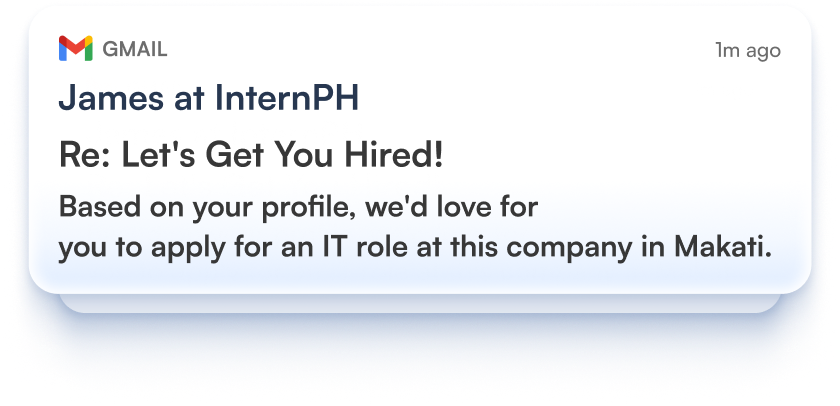 GMAIL
1m ago
James at InternPH
Re: Let's Get You Hired!
Based on your profile, we'd love for
you to apply for an IT role at this company in Makati.